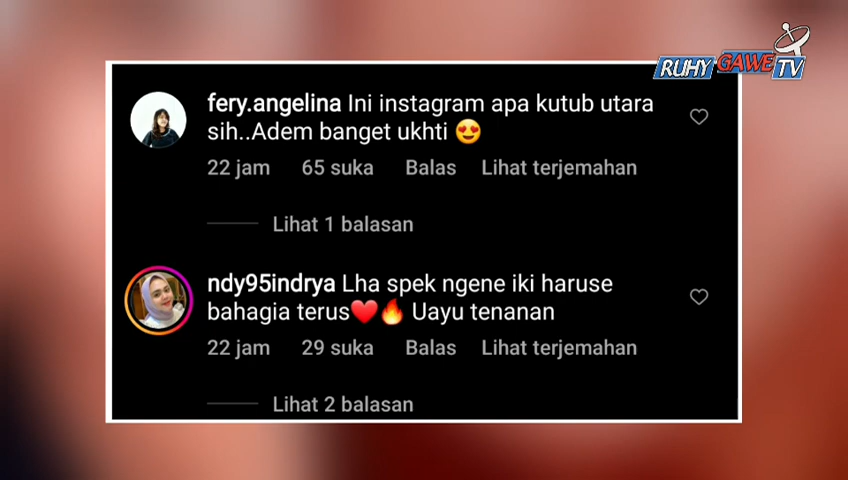 RUHY GAWE TV
fery.angelina Ini instagram apa kutub utara
sih..Adem banget ukhti 😍
22 jam 65 suka Balas Lihat terjemahan
Lihat 1 balasan
ndy95indrya Lha spek ngene iki haruse
bahagia terus❤️🔥 Uayu tenanan
22 jam 29 suka Balas Lihat terjemahan
Lihat 2 balasan